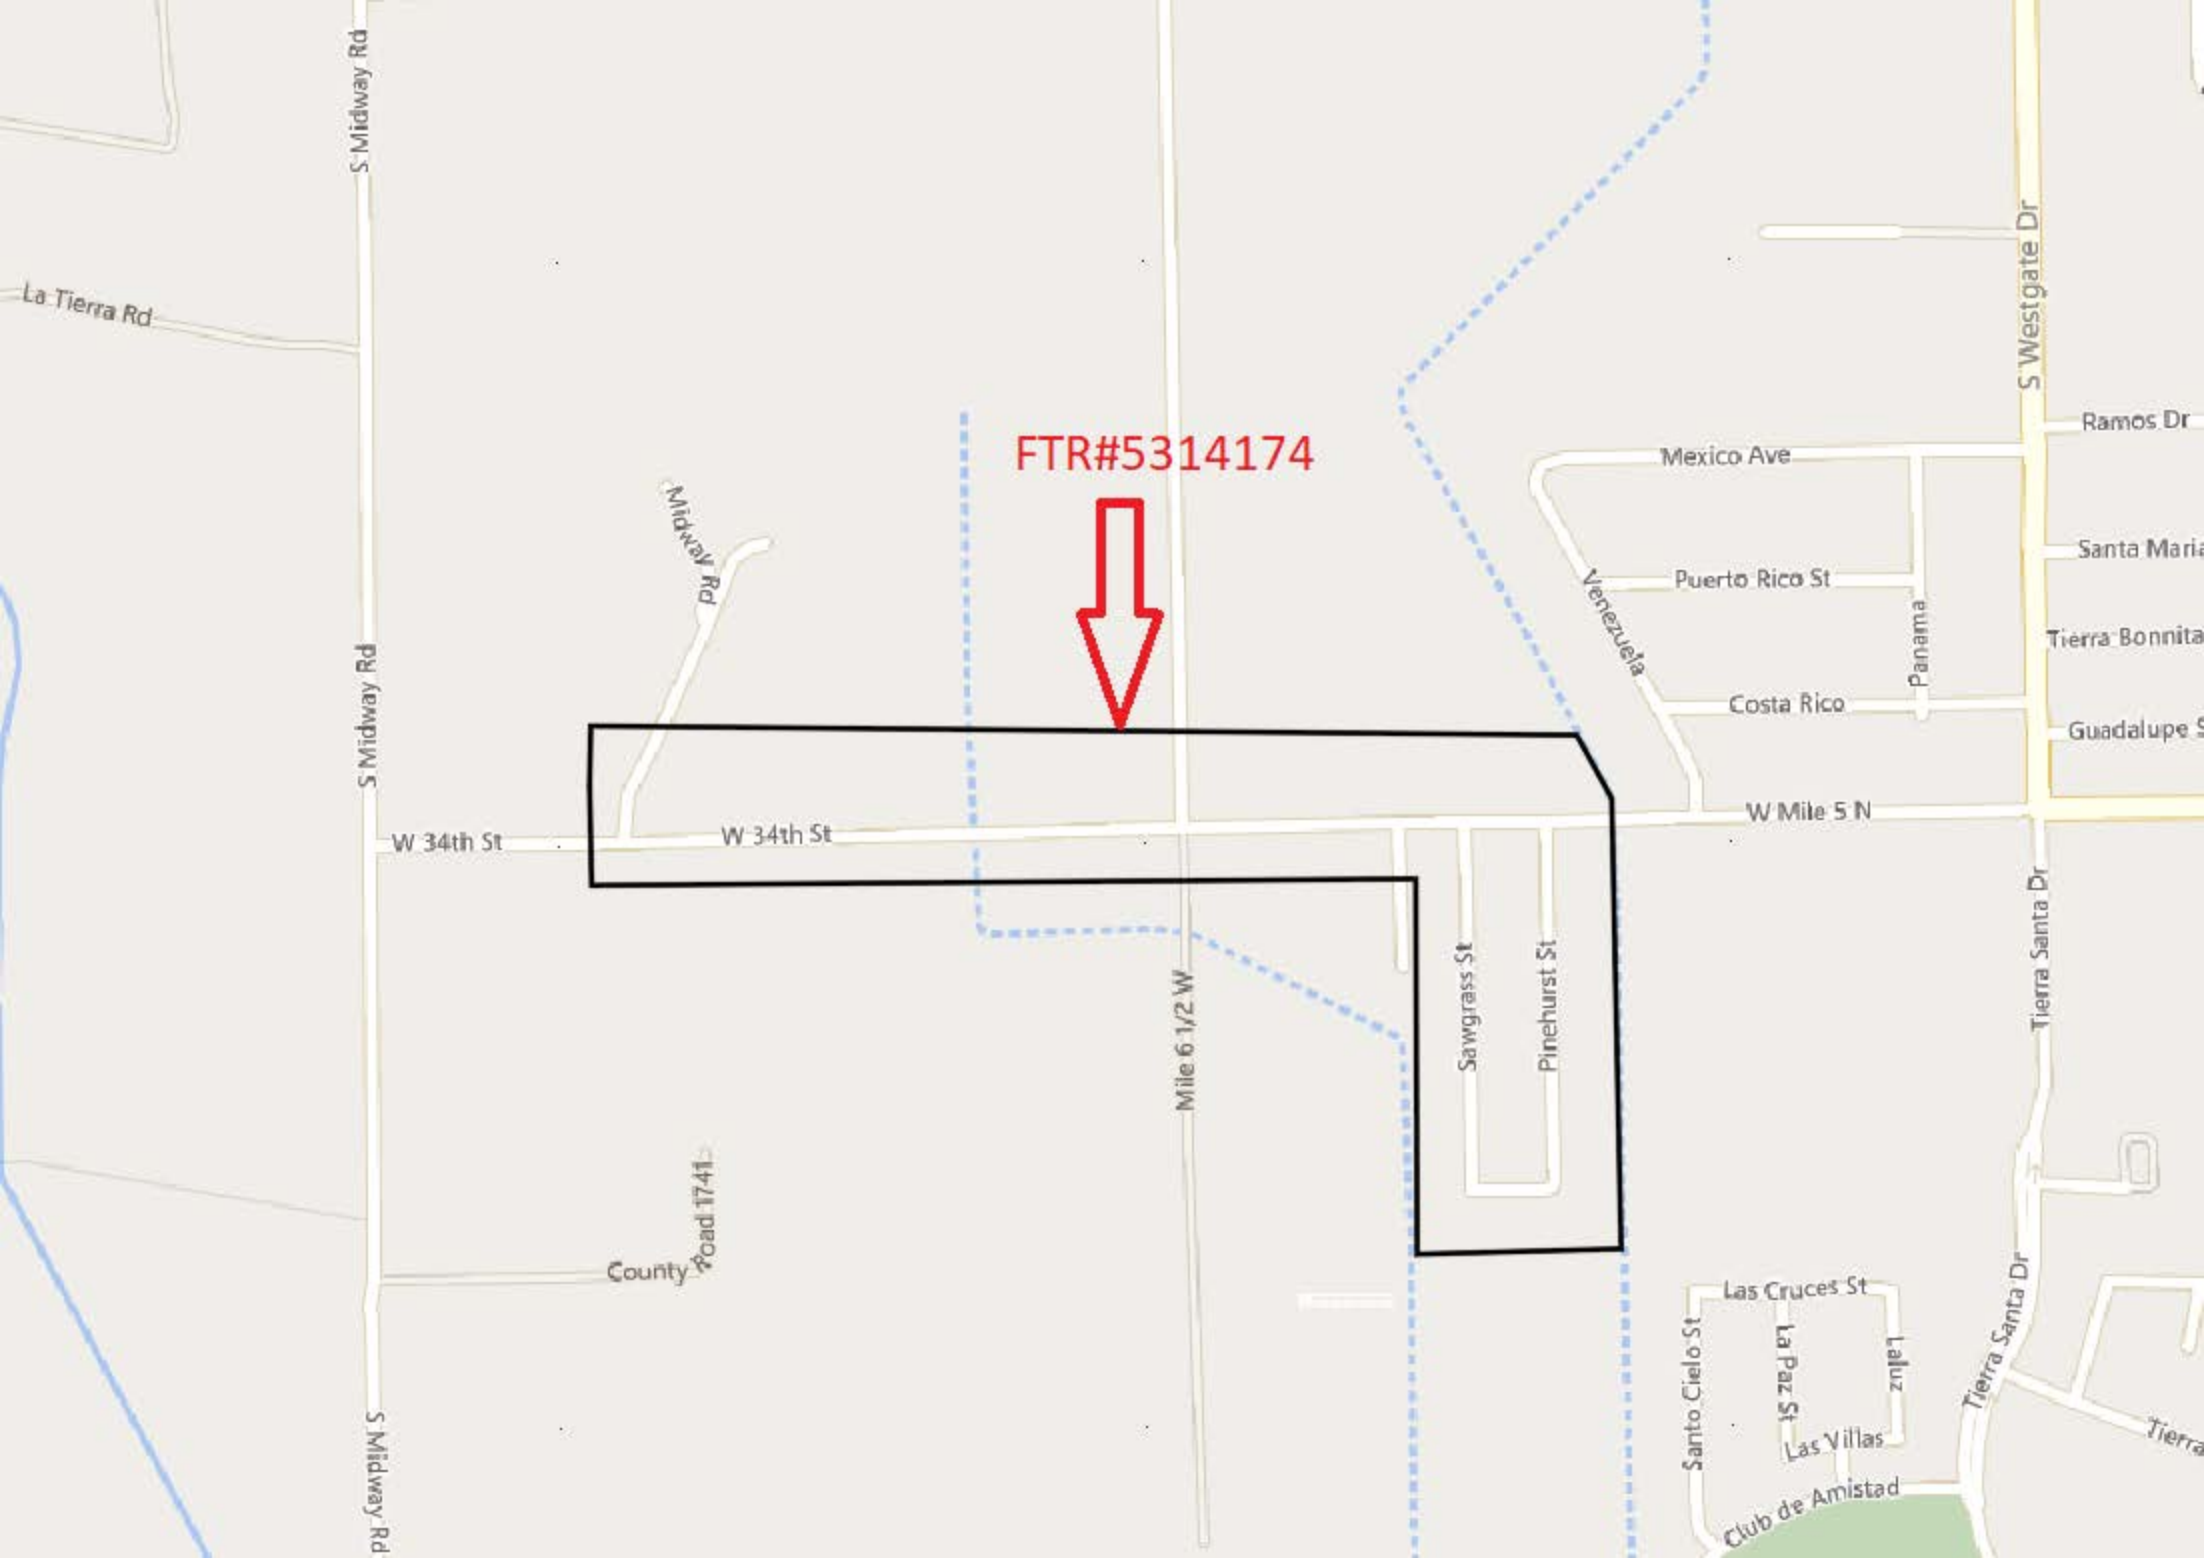 S Midway Rd
S Westgate Dr
La Tierra Rd
Ramos Dr
FTR#5314174
Mexico Ave
Midway Rd
Santa Maria
Puerto Rico St
Venezuela
Panama
Tierra Bonnita
S Midway Rd
Costa Rico
Guadalupe S
W Mile 5 N
W 34th St
W 34th St
Tierra Santa Dr
Sawgrass St
Pinehurst St
Mile 6 1/2 W
County Road 1741
Las Cruces St
Tierra Santa Dr
Santo Cielo St
La Paz St
Laluz
Las Villas
Tierra
S Midway Rd
Club de Amistad